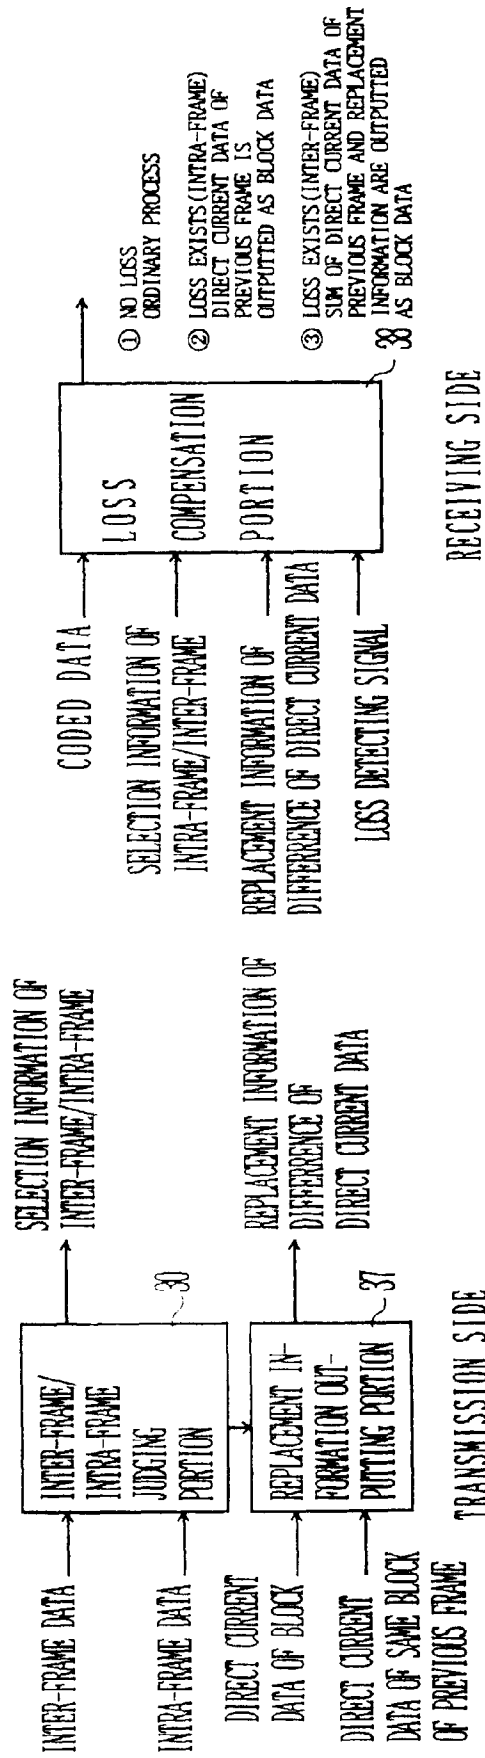 INTER-FRAME DATA
INTRA-FRAME DATA
INTER-FRAME/
INTRA-FRAME
JUDGING
PORTION
30
SELECTION INFORMATION OF
INTER-FRAME/INTRA-FRAME
DIRECT CURRENT
DATA OF BLOCK
DIRECT CURRENT
DATA OF SAME BLOCK
OF PREVIOUS FRAME
REPLACEMENT IN-
FORMATION OUT-
PUTTING PORTION
37
REPLACEMENT INFORMATION OF
DIFFERENCE OF
DIRECT CURRENT DATA
TRANSMISSION SIDE
CODED DATA
SELECTION INFORMATION OF
INTRA-FRAME/INTER-FRAME
REPLACEMENT INFORMATION OF
DIFFERENCE OF DIRECT CURRENT DATA
LOSS DETECTING SIGNAL
LOSS
COMPENSATION
PORTION
38
① NO LOSS
ORDINARY PROCESS
② LOSS EXISTS(INTRA-FRAME)
DIRECT CURRENT DATA OF
PREVIOUS FRAME IS
OUTPUTTED AS BLOCK DATA
③ LOSS EXISTS(INTER-FRAME)
SUM OF DIRECT CURRENT DATA OF
PREVIOUS FRAME AND REPLACEMENT
INFORMATION ARE OUTPUTTED
AS BLOCK DATA
RECEIVING SIDE